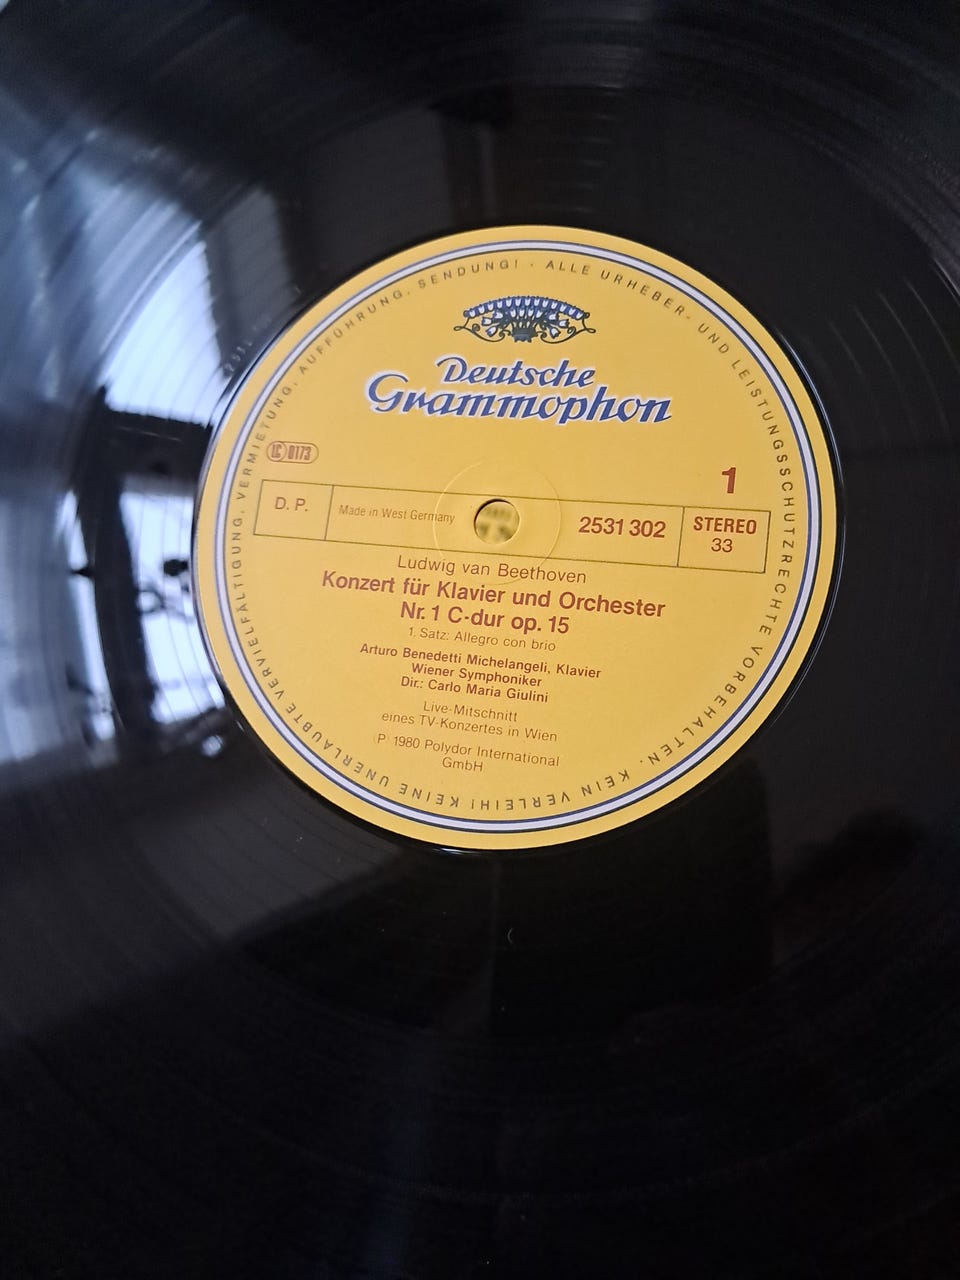 ALLE URHEBER- UND LEISTUNGSSCHUTZRECHTE VORBEHALTEN. KEIN VERLEIH! KEINE UNERLAUBTE VERVIELFÄLTIGUNG, VERMIETUNG, AUFFÜHRUNG, SENDUNG! ·
Deutsche
Grammophon
LC 0173
1
D. P. Made in West Germany 2531 302 STEREO 33
Ludwig van Beethoven
Konzert für Klavier und Orchester
Nr. 1 C-dur op. 15
1. Satz: Allegro con brio
Arturo Benedetti Michelangeli, Klavier
Wiener Symphoniker
Dir.: Carlo Maria Giulini
Live-Mitschnitt
eines TV-Konzertes in Wien
℗ 1980 Polydor International
GmbH